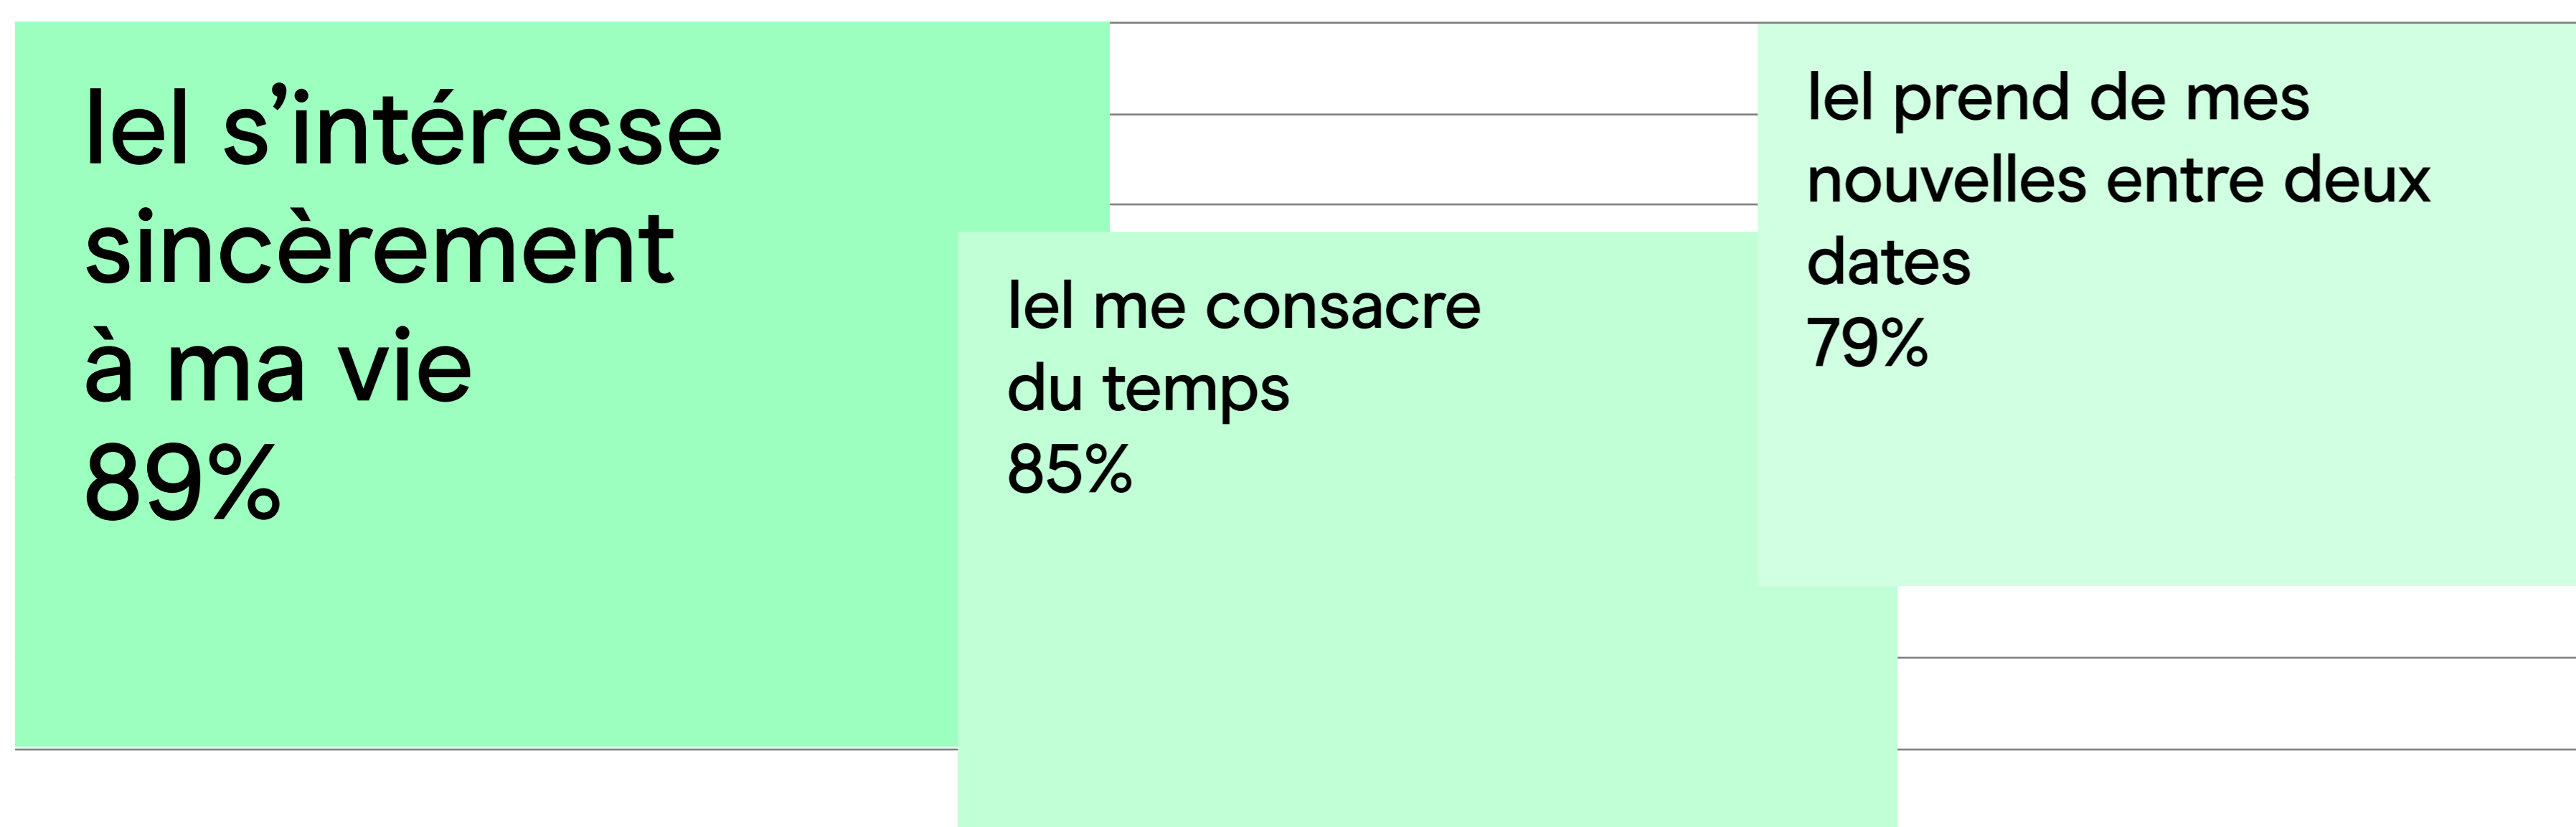 Iel s’intéresse
sincèrement
à ma vie
89%
Iel me consacre
du temps
85%
Iel prend de mes
nouvelles entre deux
dates
79%